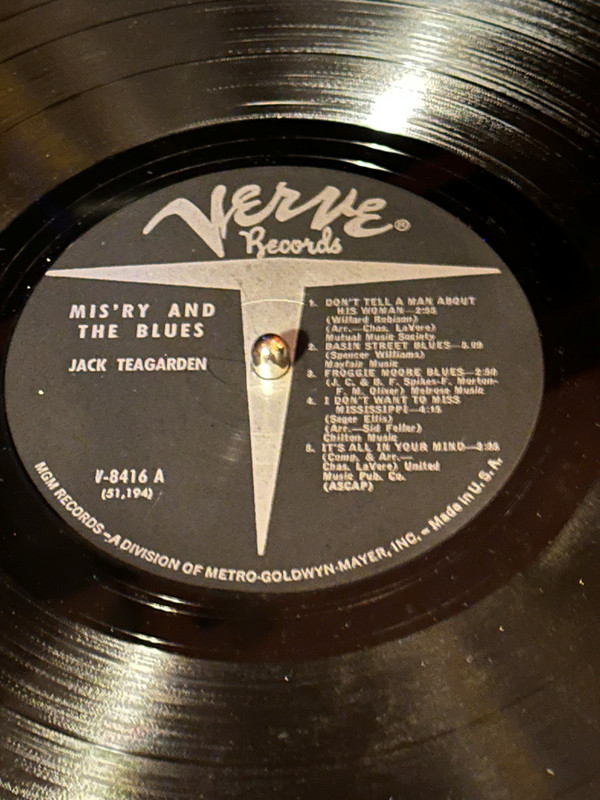 VERVE®
Records
MIS'RY AND
THE BLUES
JACK TEAGARDEN
V-8416 A
(51,194)
1. DON'T TELL A MAN ABOUT
HIS WOMAN—2:55
(Willard Robison)
(Arr.—Chas. LaVere)
Mutual Music Society
2. BASIN STREET BLUES—5:09
(Spencer Williams)
Mayfair Music
3. FROGGIE MOORE BLUES—2:50
(J. C. & B. F. Spikes-F. Morton-
F. M. Oliver) Melrose Music
4. I DON'T WANT TO MISS
MISSISSIPPI—4:15
(Seger Ellis)
(Arr.—Sid Feller)
Chilton Music
5. IT'S ALL IN YOUR MIND—3:35
(Comp. & Arr.—
Chas. LaVere) United
Music Pub. Co.
(ASCAP)
MGM RECORDS—A DIVISION OF METRO-GOLDWYN-MAYER, INC.—Made in U. S. A.